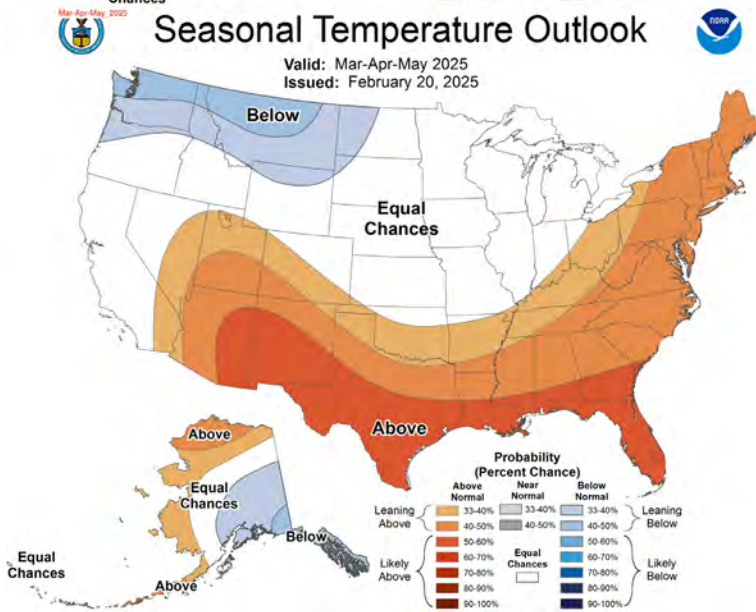 Chances
Mar-Apr-May, 2025
NOAA
Seasonal Temperature Outlook
Valid: Mar-Apr-May 2025
Issued: February 20, 2025
Below
Equal
Chances
Above
Above
Equal
Chances
Below
Above
Equal
Chances
Probability
(Percent Chance)
Above
Normal
Near
Normal
Below
Normal
Leaning
Above
33-40%
33-40%
33-40%
Leaning
Below
40-50%
40-50%
40-50%
Likely
Above
50-60%
60-70%
70-80%
80-90%
90-100%
Equal
Chances
50-60%
60-70%
70-80%
80-90%
90-100%
Likely
Below